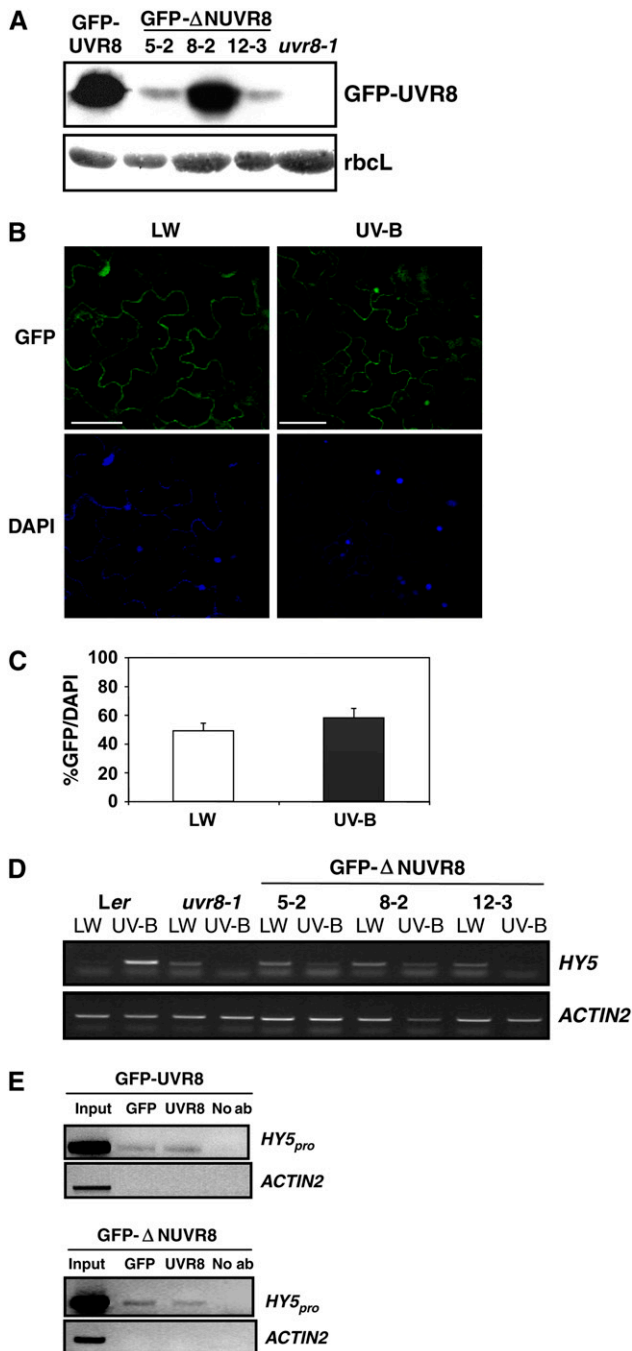 A
GFP-UVR8
GFP-ΔNUVR8
5-2 8-2 12-3 uvr8-1
GFP-UVR8
rbcL
B
LW UV-B
GFP
DAPI
C
%GFP/DAPI
100
80
60
40
20
0
LW UV-B
D
GFP-ΔNUVR8
Ler uvr8-1 5-2 8-2 12-3
LW UV-B LW UV-B LW UV-B LW UV-B LW UV-B
HY5
ACTIN2
E
GFP-UVR8
Input GFP UVR8 No ab
HY5pro
ACTIN2
GFP-ΔNUVR8
Input GFP UVR8 No ab
HY5pro
ACTIN2